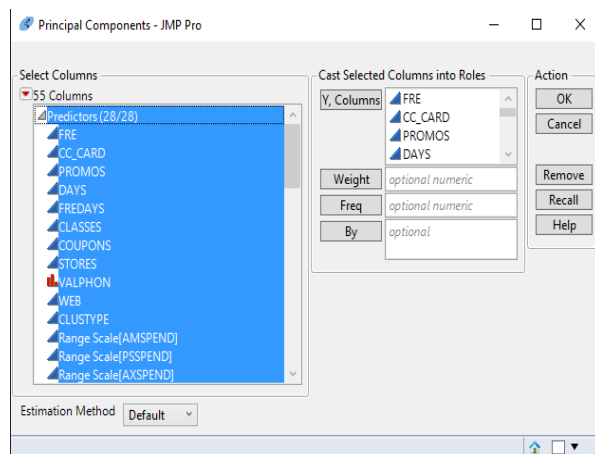 Principal Components - JMP Pro
Select Columns
55 Columns
Predictors (28/28)
FRE
CC_CARD
PROMOS
DAYS
FREDAYS
CLASSES
COUPONS
STORES
VALPHON
WEB
CLUSTYPE
Range Scale[AMSPEND]
Range Scale[PSSPEND]
Range Scale[AXSPEND]
Estimation Method Default
Cast Selected Columns into Roles
Y, Columns
FRE
CC_CARD
PROMOS
DAYS
Weight optional numeric
Freq optional numeric
By optional
Action
OK
Cancel
Remove
Recall
Help